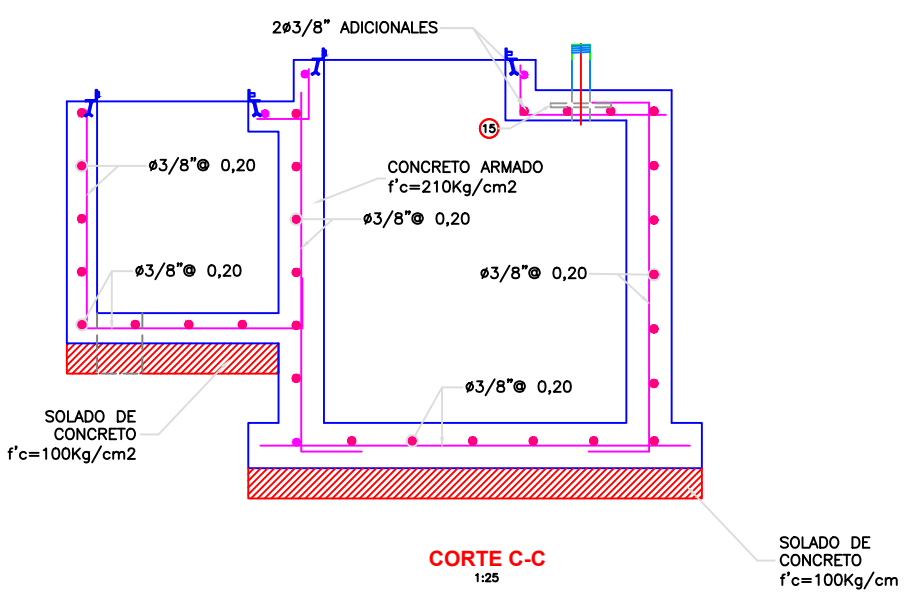 2ø3/8" ADICIONALES
15
ø3/8"@ 0,20
CONCRETO ARMADO
f'c=210Kg/cm2
ø3/8"@ 0,20
ø3/8"@ 0,20
ø3/8"@ 0,20
ø3/8"@ 0,20
SOLADO DE
CONCRETO
f'c=100Kg/cm2
SOLADO DE
CONCRETO
f'c=100Kg/cm
CORTE C-C
1:25